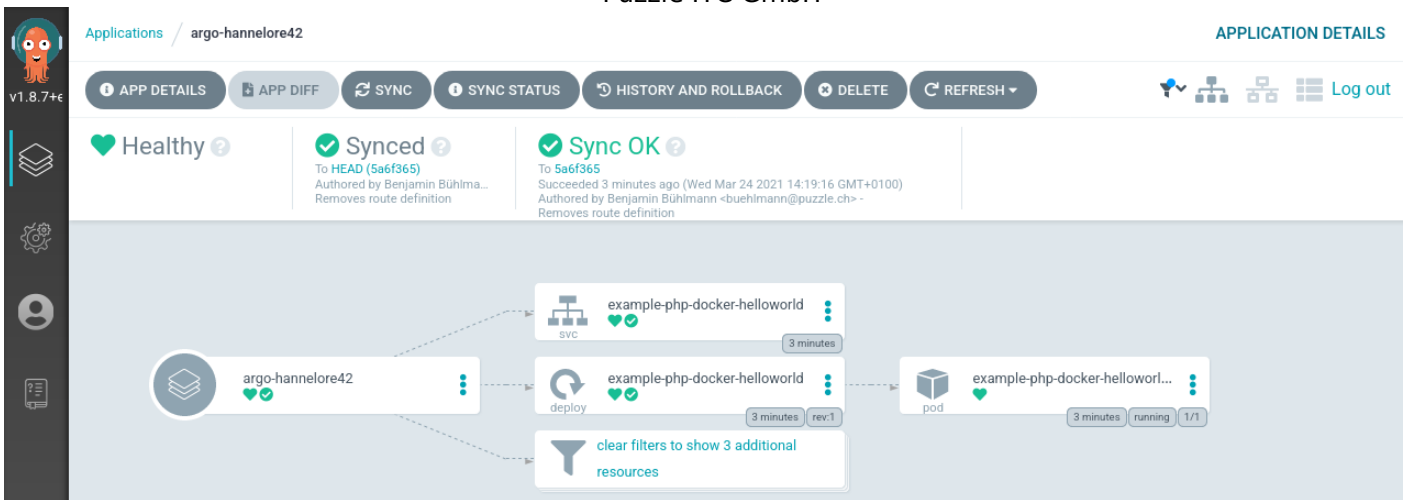 Puzzle ITC GmbH
Applications / argo-hannelore42
APPLICATION DETAILS
v1.8.7+e
APP DETAILS
APP DIFF
SYNC
SYNC STATUS
HISTORY AND ROLLBACK
DELETE
REFRESH
Log out
Healthy
Synced
To HEAD (5a6f365)
Authored by Benjamin Bühlma...
Removes route definition
Sync OK
To 5a6f365
Succeeded 3 minutes ago (Wed Mar 24 2021 14:19:16 GMT+0100)
Authored by Benjamin Bühlmann <buehlmann@puzzle.ch> -
Removes route definition
example-php-docker-helloworld
svc
3 minutes
argo-hannelore42
example-php-docker-helloworld
deploy
3 minutes
rev:1
example-php-docker-helloworl...
pod
3 minutes
running
1/1
clear filters to show 3 additional
resources